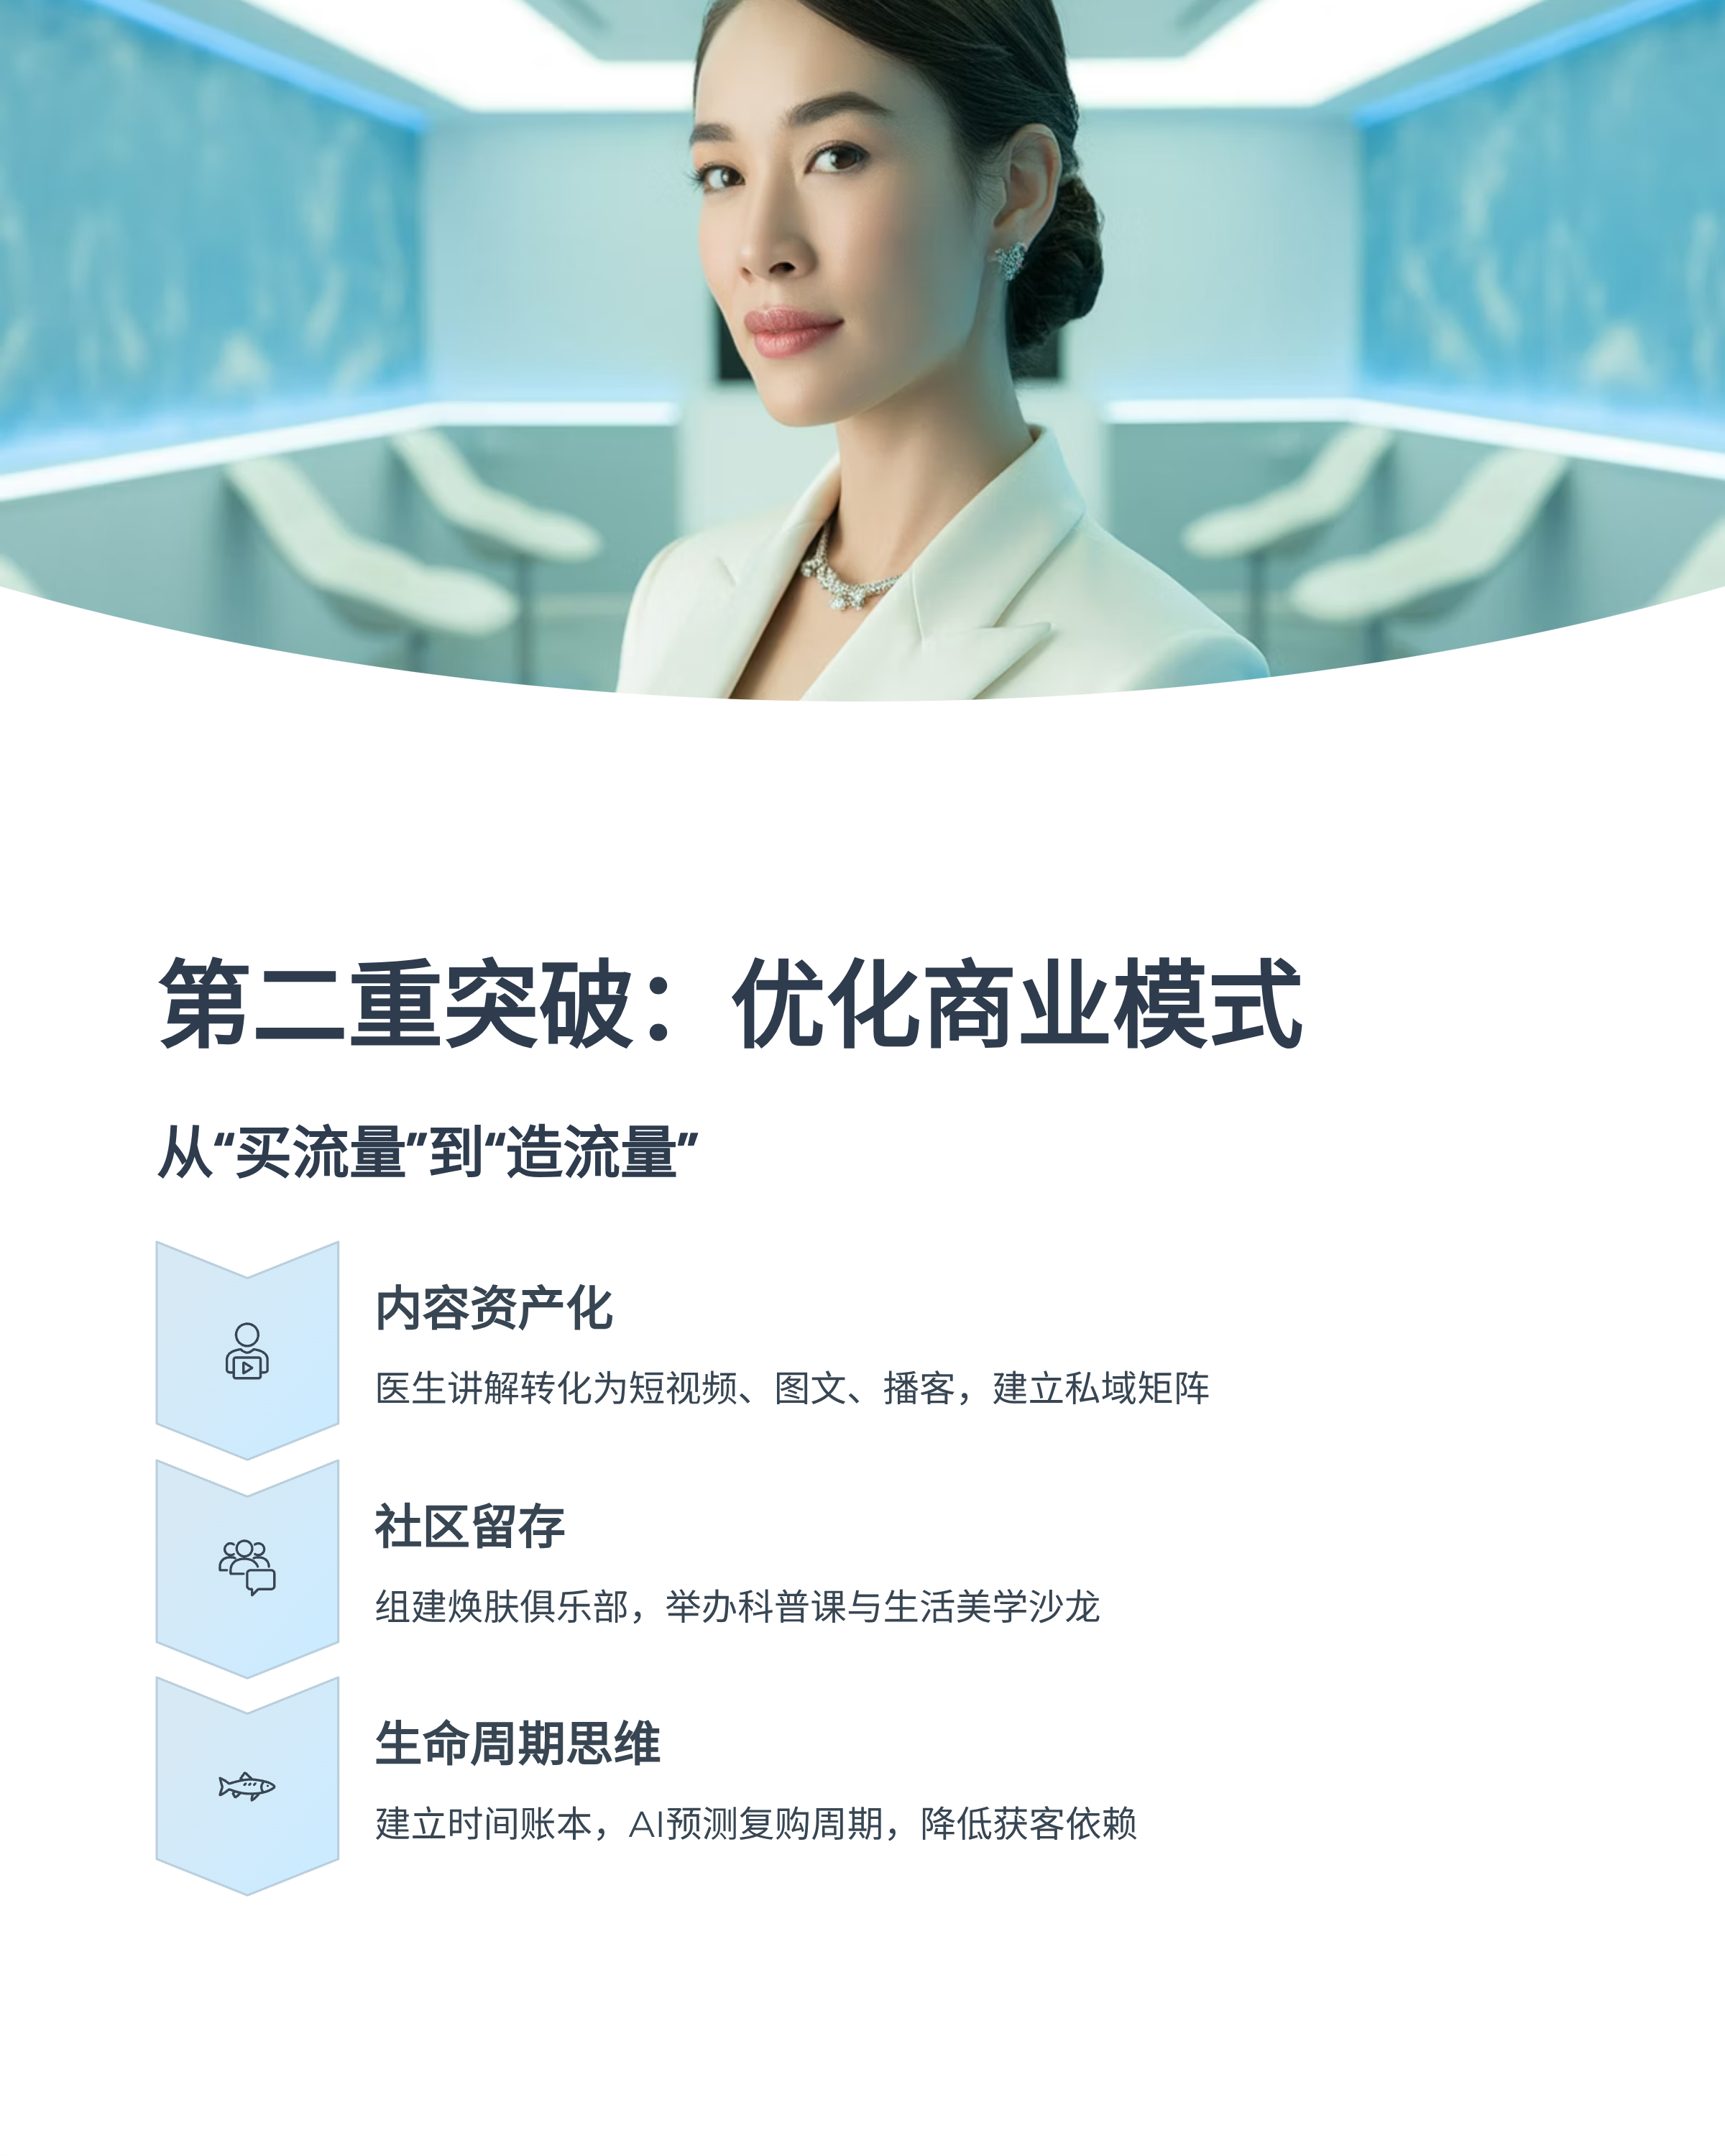 第二重突破：优化商业模式
从“买流量”到“造流量”
内容资产化
医生讲解转化为短视频、图文、播客，建立私域矩阵
社区留存
组建焕肤俱乐部，举办科普课与生活美学沙龙
生命周期思维
建立时间账本，AI预测复购周期，降低获客依赖